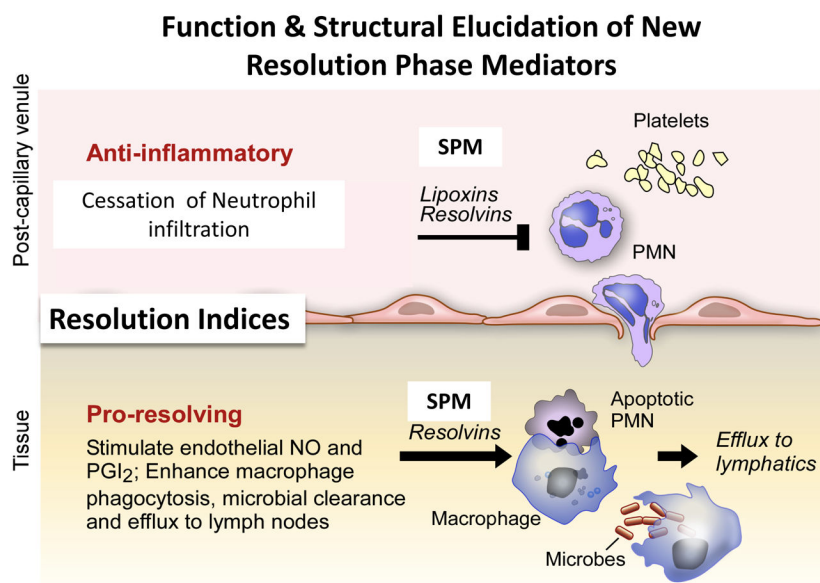 Function & Structural Elucidation of New
Resolution Phase Mediators
Post-capillary venule
Anti-inflammatory
Cessation of Neutrophil
infiltration
SPM
Lipoxins
Resolvins
Platelets
PMN
Resolution Indices
Tissue
Pro-resolving
Stimulate endothelial NO and
PGI₂; Enhance macrophage
phagocytosis, microbial clearance
and efflux to lymph nodes
SPM
Resolvins
Apoptotic
PMN
Efflux to
lymphatics
Macrophage
Microbes